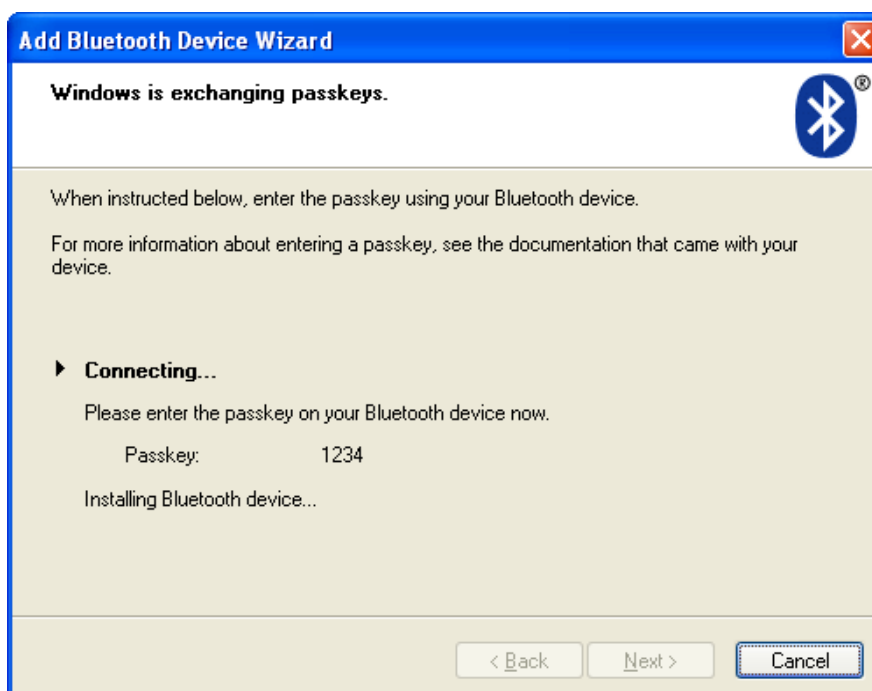 Add Bluetooth Device Wizard
Windows is exchanging passkeys.
®
When instructed below, enter the passkey using your Bluetooth device.
For more information about entering a passkey, see the documentation that came with your
device.
Connecting...
Please enter the passkey on your Bluetooth device now.
Passkey: 1234
Installing Bluetooth device...
< Back Next > Cancel